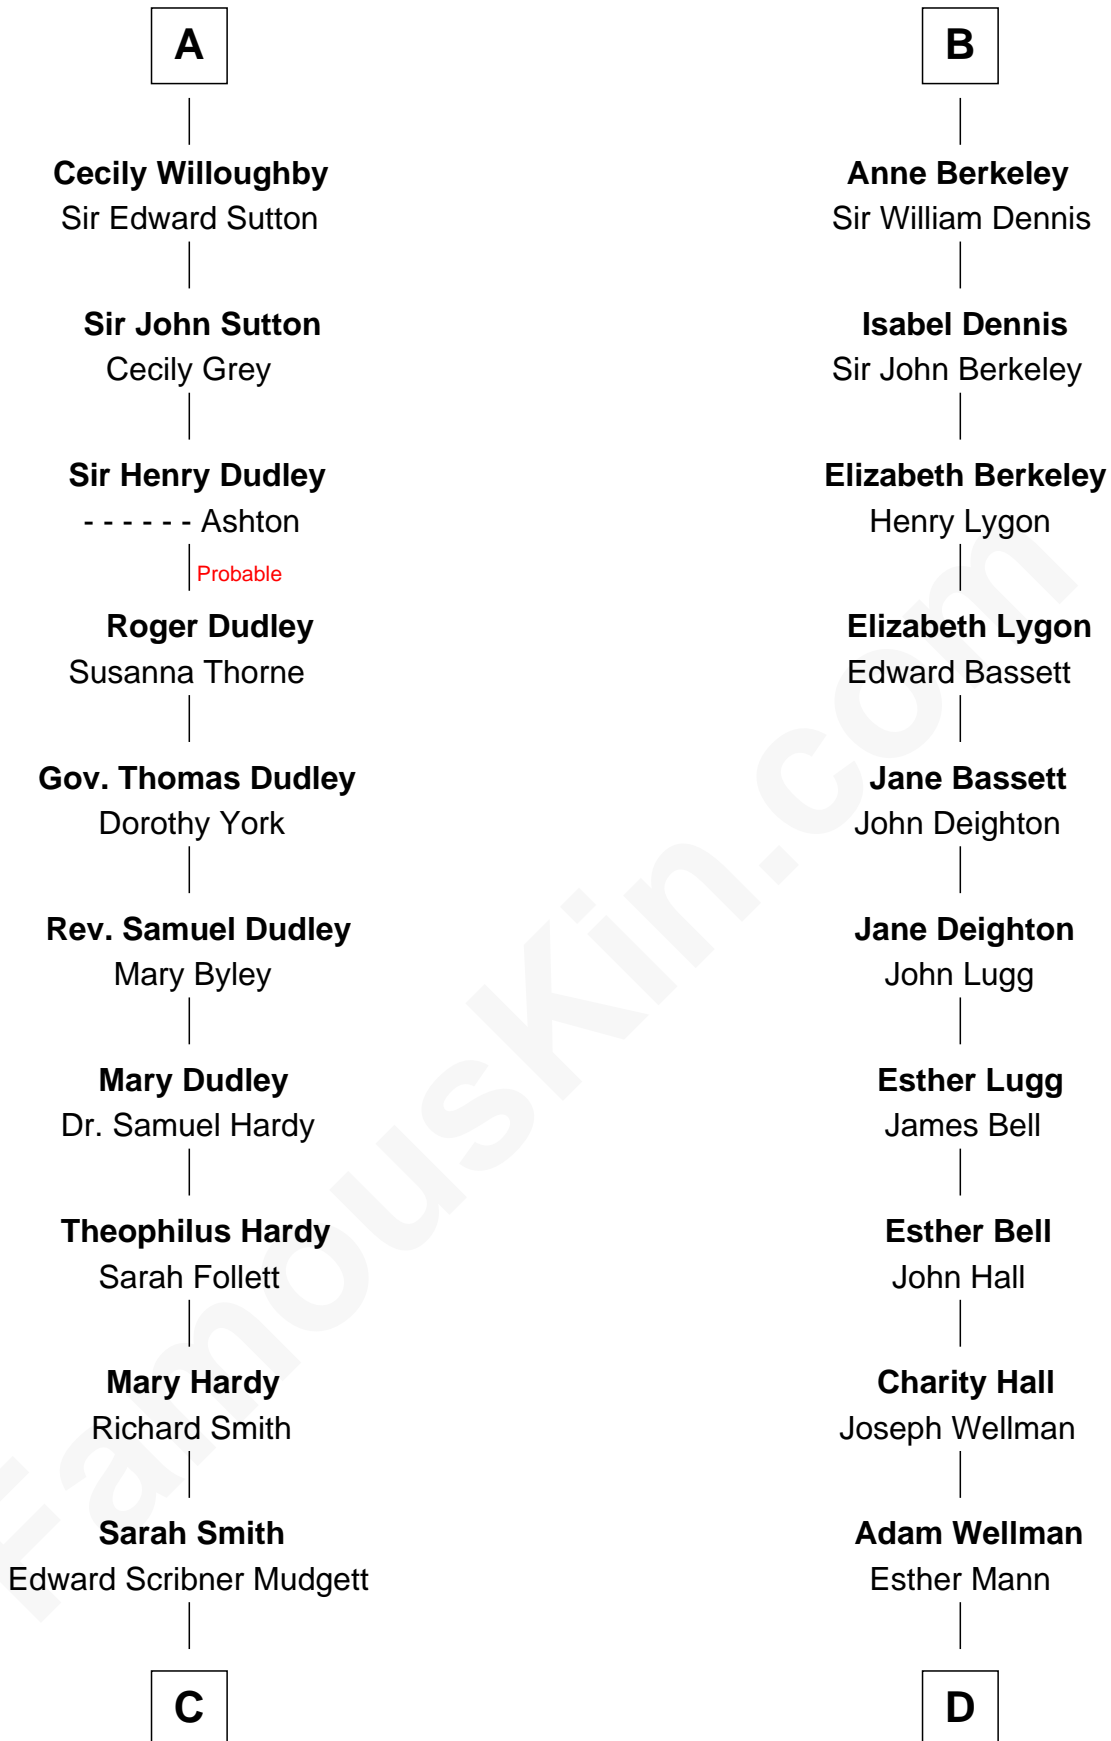 A
Cecily Willoughby
Sir Edward Sutton
Sir John Sutton
Cecily Grey
Sir Henry Dudley
- - - - - - Ashton
Probable
Roger Dudley
Susanna Thorne
Gov. Thomas Dudley
Dorothy York
Rev. Samuel Dudley
Mary Byley
Mary Dudley
Dr. Samuel Hardy
Theophilus Hardy
Sarah Follett
Mary Hardy
Richard Smith
Sarah Smith
Edward Scribner Mudgett
C
B
Anne Berkeley
Sir William Dennis
Isabel Dennis
Sir John Berkeley
Elizabeth Berkeley
Henry Lygon
Elizabeth Lygon
Edward Bassett
Jane Bassett
John Deighton
Jane Deighton
John Lugg
Esther Lugg
James Bell
Esther Bell
John Hall
Charity Hall
Joseph Wellman
Adam Wellman
Esther Mann
D
FamousKin.com